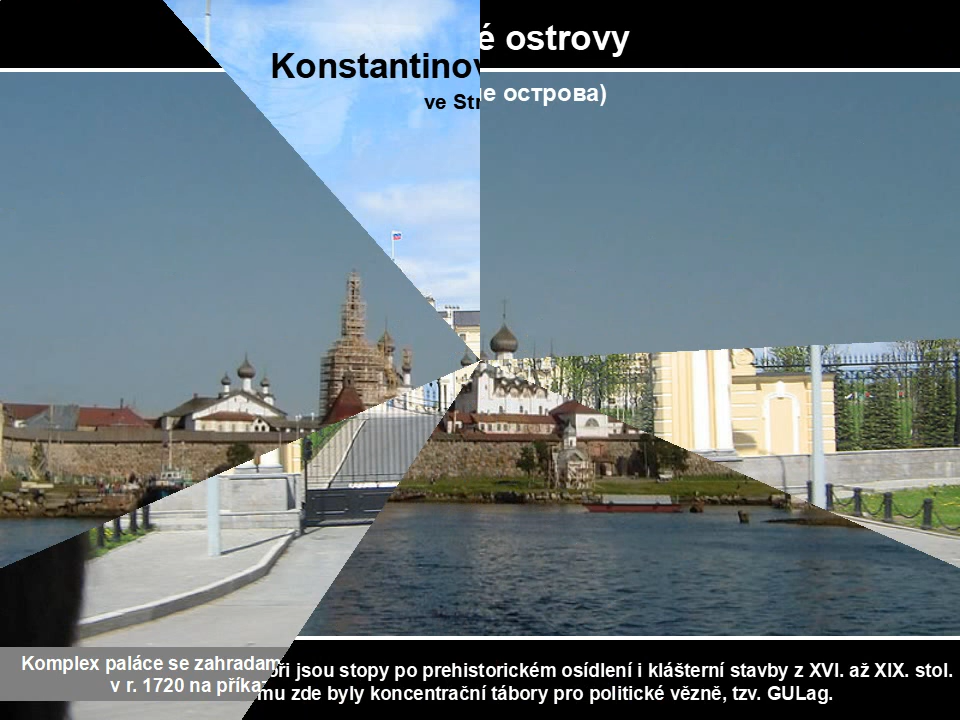 é ostrovy
Konstantinov
ve Str
е острова)
Komplex paláce se zahradam
ři jsou stopy po prehistorickém osídlení i klášterní stavby z XVI. až XIX. stol.
v r. 1720 na příkaz
mu zde byly koncentrační tábory pro politické vězně, tzv. GULag.